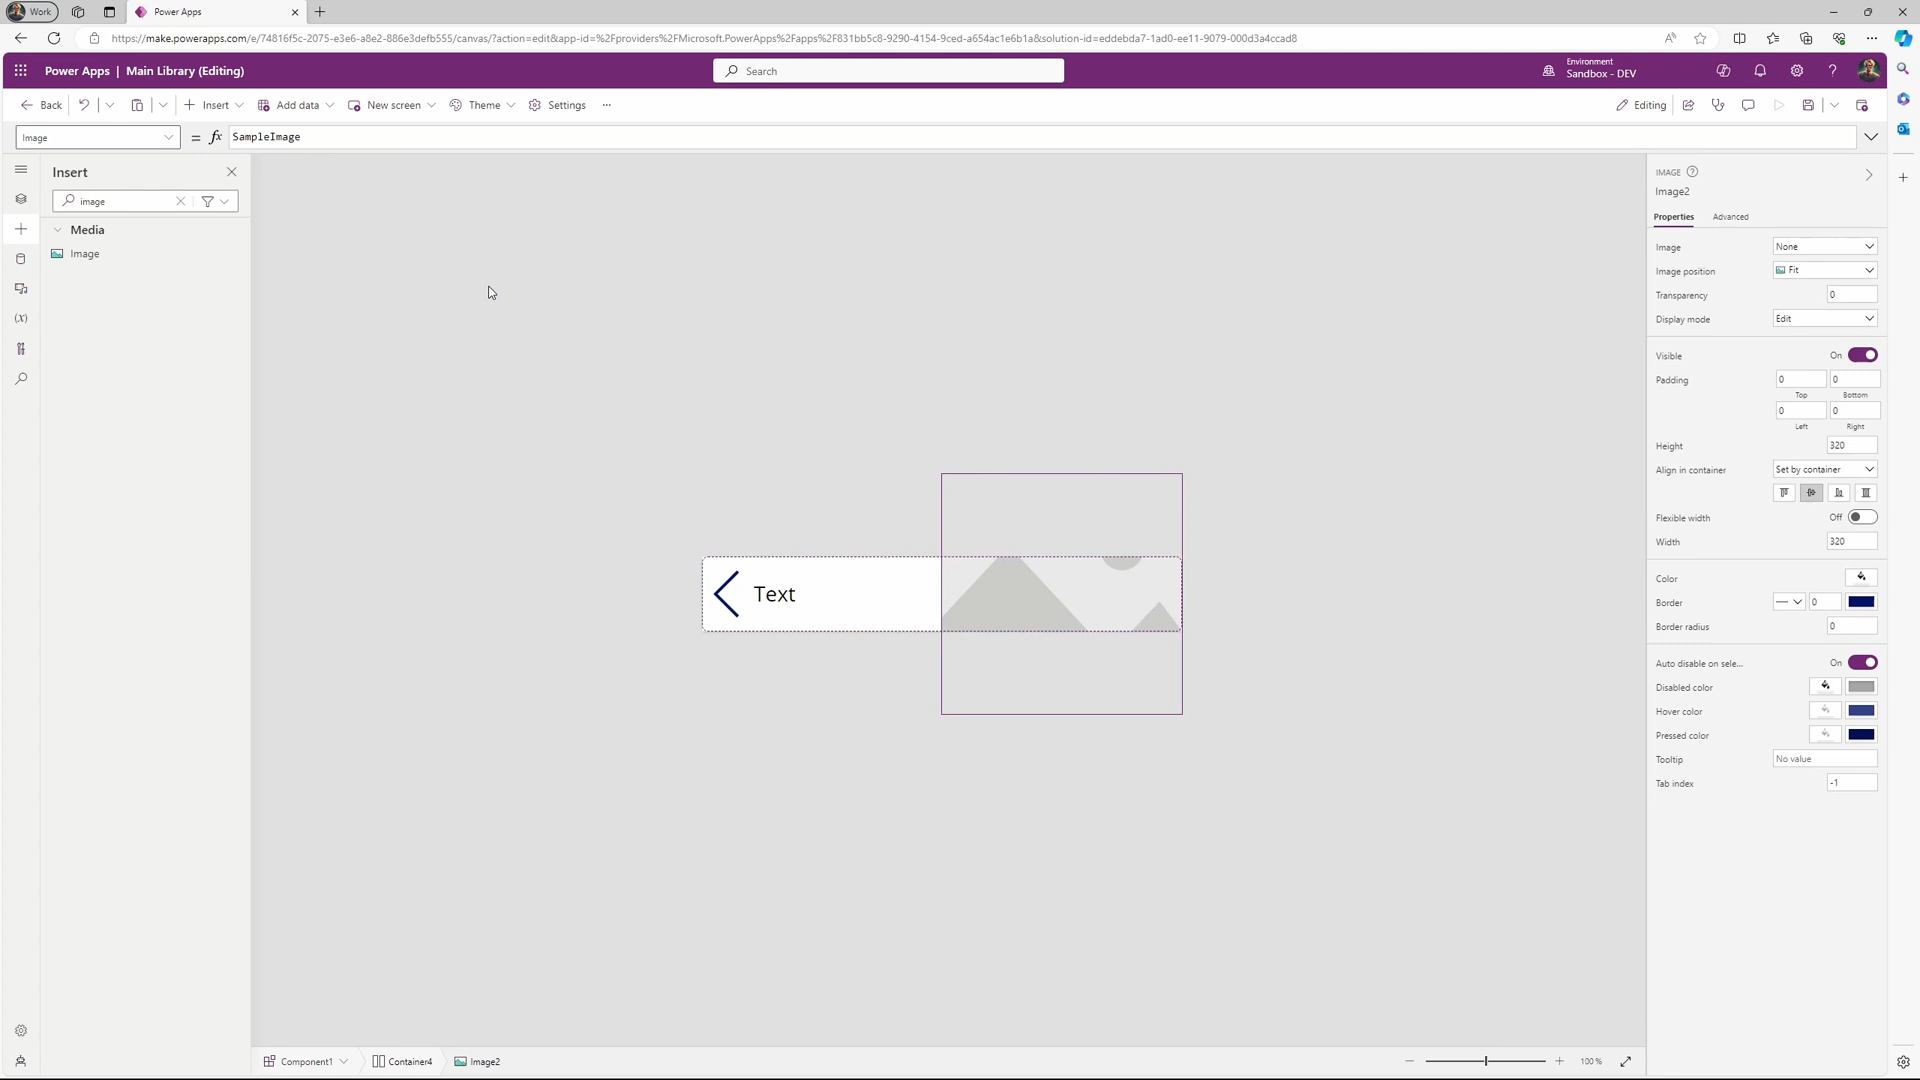 Work
Power Apps
https://make.powerapps.com/e/74816f5c-2075-e3e6-a8e2-886e3defb555/canvas/?action=edit&app-id=%2Fproviders%2FMicrosoft.PowerApps%2Fapps%2F831bb5c8-9290-4154-9ced-a654ac1e6b1a&solution-id=eddebda7-1ad0-ee11-9079-000d3a4ccad8
Power Apps | Main Library (Editing)
Search
Environment
Sandbox - DEV
Back
Insert
Add data
New screen
Theme
Settings
Editing
Image
= fx SampleImage
Insert
image
Media
Image
Text
IMAGE
Image2
Properties
Advanced
Image None
Image position Fit
Transparency 0
Display mode Edit
Visible On
Padding 0 0
Top Bottom
0 0
Left Right
Height 320
Align in container Set by container
Flexible width Off
Width 320
Color
Border 0
Border radius 0
Auto disable on sele... On
Disabled color
Hover color
Pressed color
Tooltip No value
Tab index -1
Component1
Container4
Image2
100 %